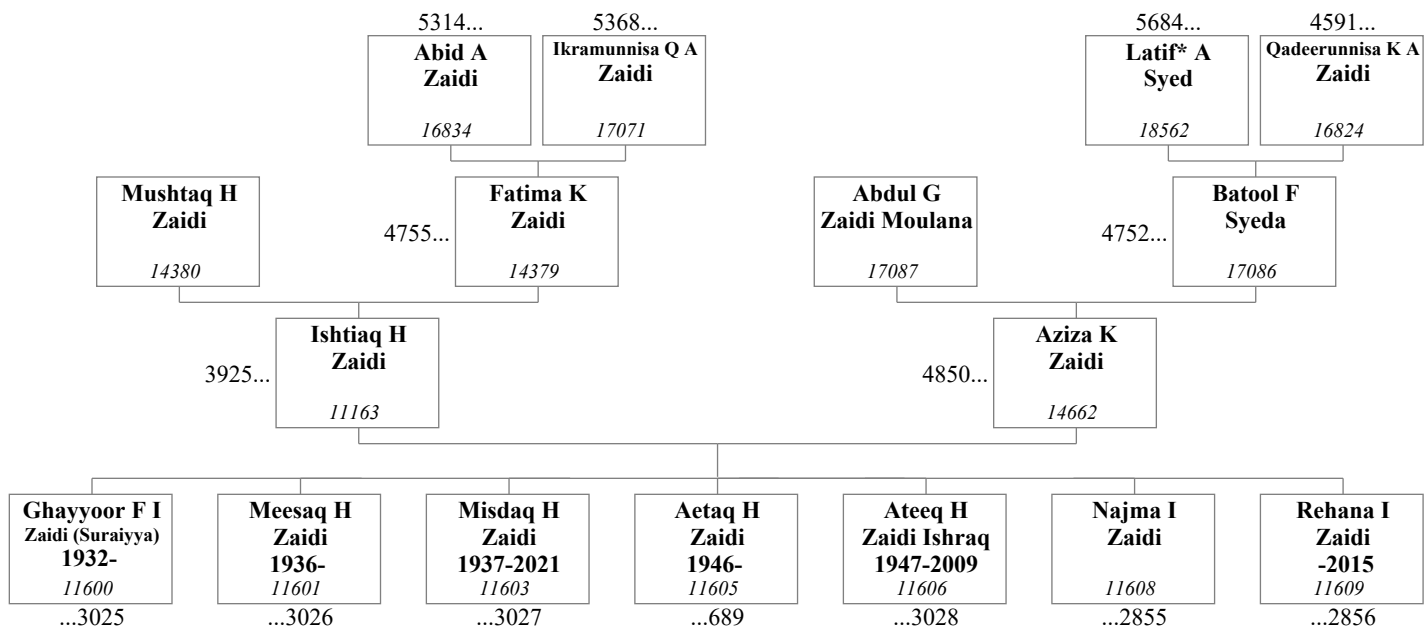 5314...
5368...
5684...
4591...
Abid A
Zaidi
16834
Ikramunnisa Q A
Zaidi
17071
Latif* A
Syed
18562
Qadeerunnisa K A
Zaidi
16824
Mushtaq H
Zaidi
14380
4755...
Fatima K
Zaidi
14379
Abdul G
Zaidi Moulana
17087
4752...
Batool F
Syeda
17086
3925...
Ishtiaq H
Zaidi
11163
4850...
Aziza K
Zaidi
14662
Ghayyoor F I
Zaidi (Suraiyya)
1932-
11600
...3025
Meesaq H
Zaidi
1936-
11601
...3026
Misdaq H
Zaidi
1937-2021
11603
...3027
Aetaq H
Zaidi
1946-
11605
...689
Ateeq H
Zaidi Ishraq
1947-2009
11606
...3028
Najma I
Zaidi
11608
...2855
Rehana I
Zaidi
-2015
11609
...2856